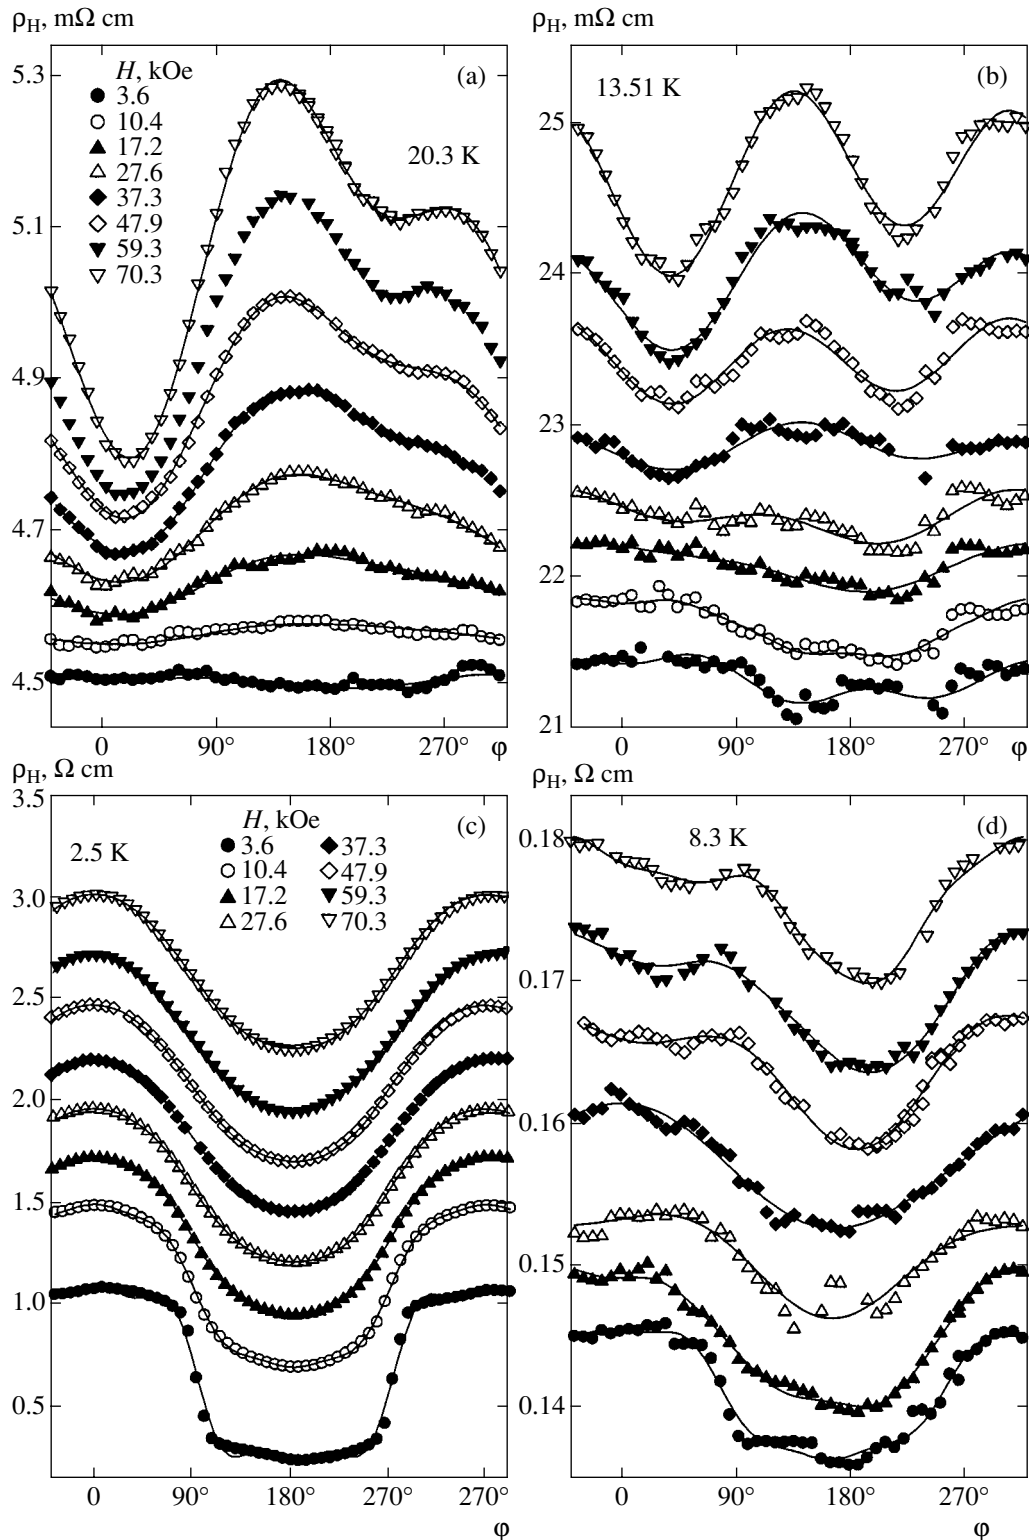 ρH, mΩ cm
5.3
5.1
4.9
4.7
4.5
H, kOe
3.6
10.4
17.2
27.6
37.3
47.9
59.3
70.3
(a)
20.3 K
0 90° 180° 270° φ
ρH, mΩ cm
25
24
23
22
21
13.51 K
(b)
0 90° 180° 270° φ
ρH, Ω cm
3.5
3.0
2.5
2.0
1.5
1.0
0.5
2.5 K
H, kOe
3.6 37.3
10.4 47.9
17.2 59.3
27.6 70.3
(c)
0 90° 180° 270°
φ
ρH, Ω cm
0.18
0.17
0.16
0.15
0.14
8.3 K
(d)
0 90° 180° 270°
φ